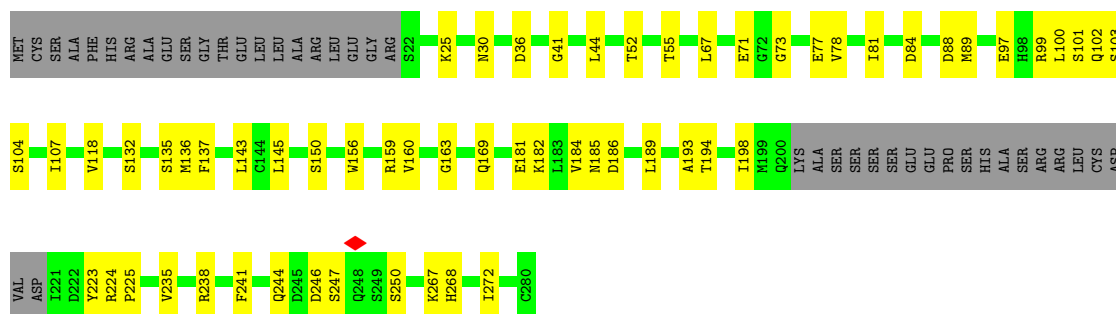 MET CYS SER ALA PHE HIS ARG ALA GLU SER GLY THR GLU LEU LEU ALA ARG LEU GLU GLY ARG S22 K25 N30 D36 G41 L44 T52 T55 L67 E71 G72 G73 E77 V78 I81 D84 D88 M89 E97 H98 R99 L100 S101 Q102 S103
S104 I107 V118 S132 S135 M136 F137 L143 C144 L145 S150 W156 R159 V160 G163 Q169 E181 K182 L183 V184 N185 D186 L189 A193 T194 I198 M199 Q200 LYS ALA SER SER SER SER GLU GLU PRO SER HIS ALA SER ARG ARG LEU CYS ASP
VAL ASP I221 D222 Y223 R224 P225 V235 R238 F241 Q244 D245 D246 S247 Q248 S249 S250 K267 H268 I272 C280